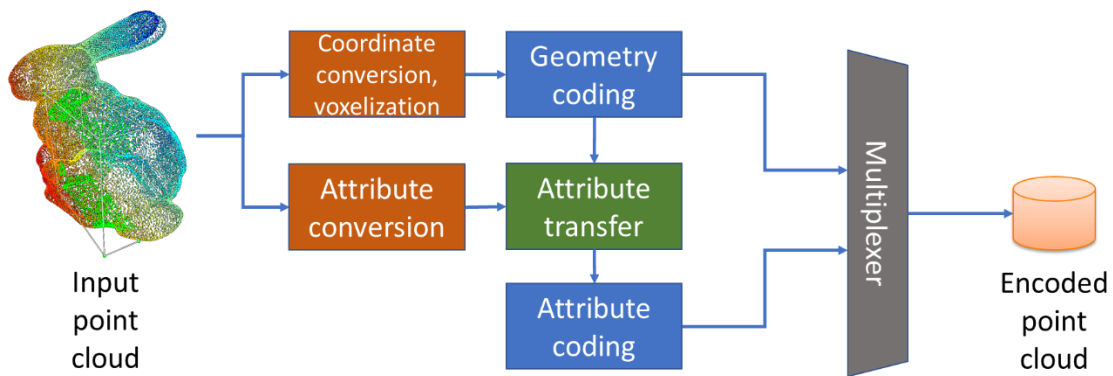 Coordinate
conversion,
voxelization
Geometry
coding
Attribute
conversion
Attribute
transfer
Attribute
coding
Multiplexer
Input
point
cloud
Encoded
point
cloud